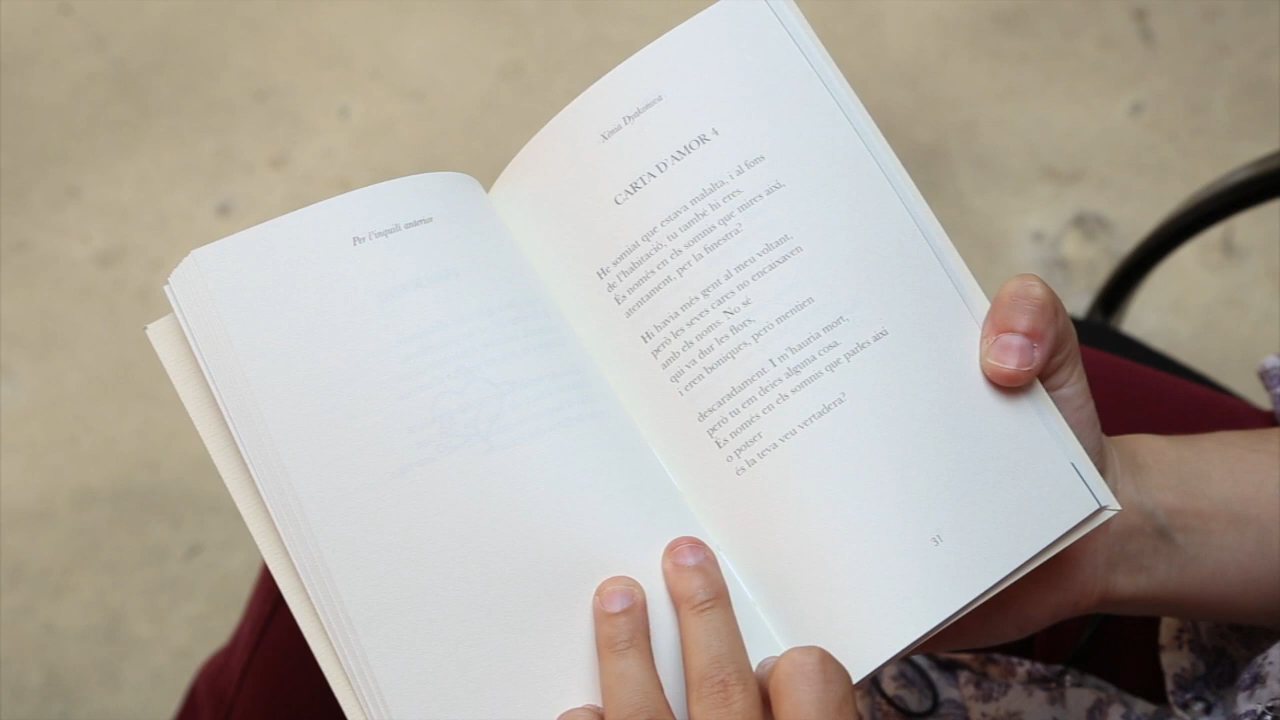 Per l'inquilí anterior
Xènia Dyakonova
CARTA D'AMOR 4
He somiat que estava malalta, i al fons
de l'habitació, tu també hi eres.
És només en els somnis que mires així,
atentament, per la finestra?
Hi havia més gent al meu voltant,
però les seves cares no encaixaven
amb els noms. No sé
qui va dur les flors,
i eren boniques, però mentien
descaradament. I m'hauria mort,
però tu em deies alguna cosa.
És només en els somnis que parles així
o potser
és la teva veu vertadera?
31